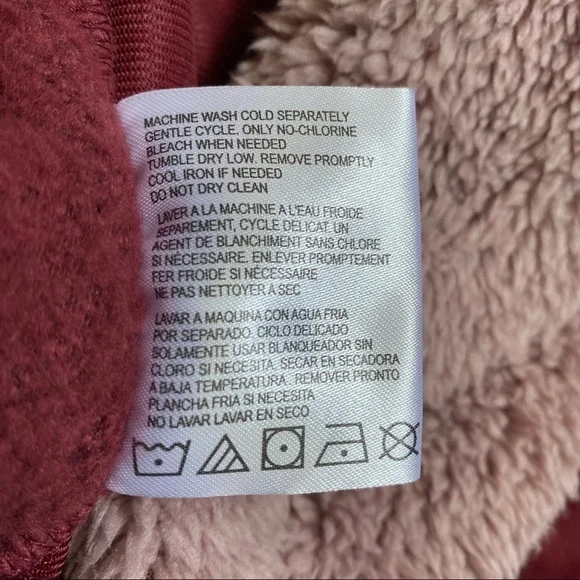 MACHINE WASH COLD SEPARATELY
GENTLE CYCLE. ONLY NO-CHLORINE
BLEACH WHEN NEEDED
TUMBLE DRY LOW. REMOVE PROMPTLY
COOL IRON IF NEEDED
DO NOT DRY CLEAN
LAVER A LA MACHINE A L'EAU FROIDE
SEPAREMENT, CYCLE DELICAT. UN
AGENT DE BLANCHIMENT SANS CHLORE
SI NÉCESSAIRE. ENLEVER PROMPTEMENT
FER FROIDE SI NÉCESSAIRE
NE PAS NETTOYER A SEC
LAVAR A MAQUINA CON AGUA FRIA
POR SEPARADO. CICLO DELICADO
SOLAMENTE USAR BLANQUEADOR SIN
CLORO SI NECESITA. SECAR EN SECADORA
A BAJA TEMPERATURA. REMOVER PRONTO
PLANCHA FRIA SI NECESITA
NO LAVAR LAVAR EN SECO